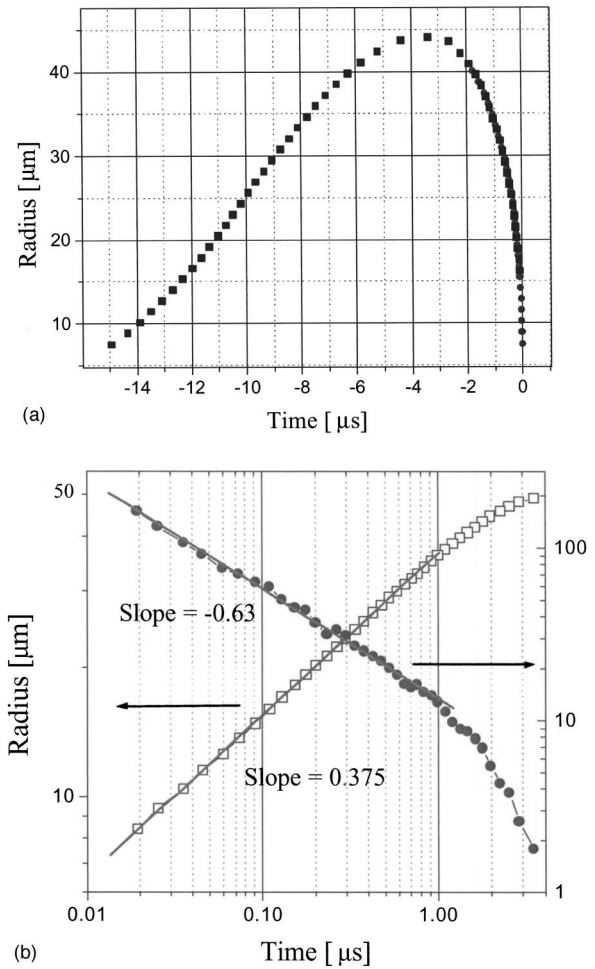 40
30
20
10
Radius [μm]
-14 -12 -10 -8 -6 -4 -2 0
Time [ μs]
(a)
50
100
Slope = -0.63
Radius [μm]
10
Slope = 0.375
10
1
0.01 0.10 1.00
Time [ μs]
(b)